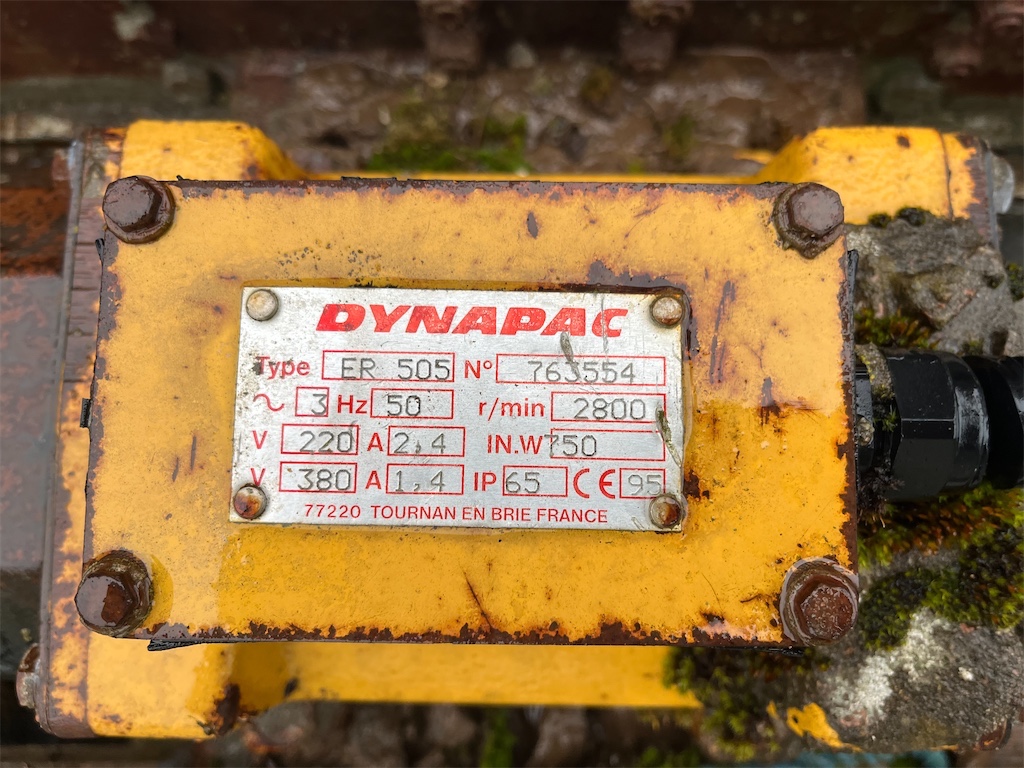 DYNAPAC
Type ER 505 N° 763554
~ 3 Hz 50 r/min 2800
V 220 A 2,4 IN.W 750
V 380 A 1,4 IP 65 CE 95
77220 TOURNAN EN BRIE FRANCE